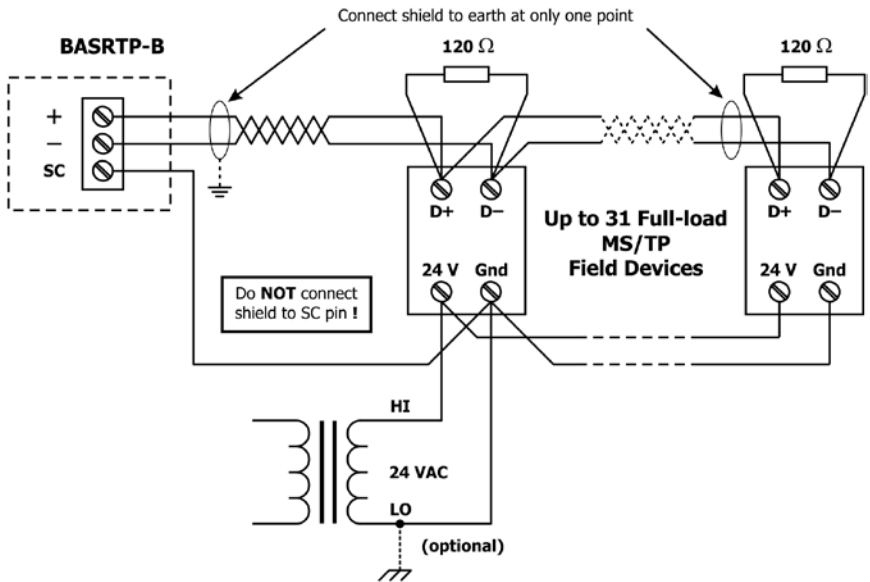 Connect shield to earth at only one point
BASRTP-B
120 Ω
120 Ω
+
−
SC
D+ D−
D+ D−
Up to 31 Full-load
MS/TP
Field Devices
24 V Gnd
24 V Gnd
Do NOT connect
shield to SC pin !
HI
24 VAC
LO
(optional)